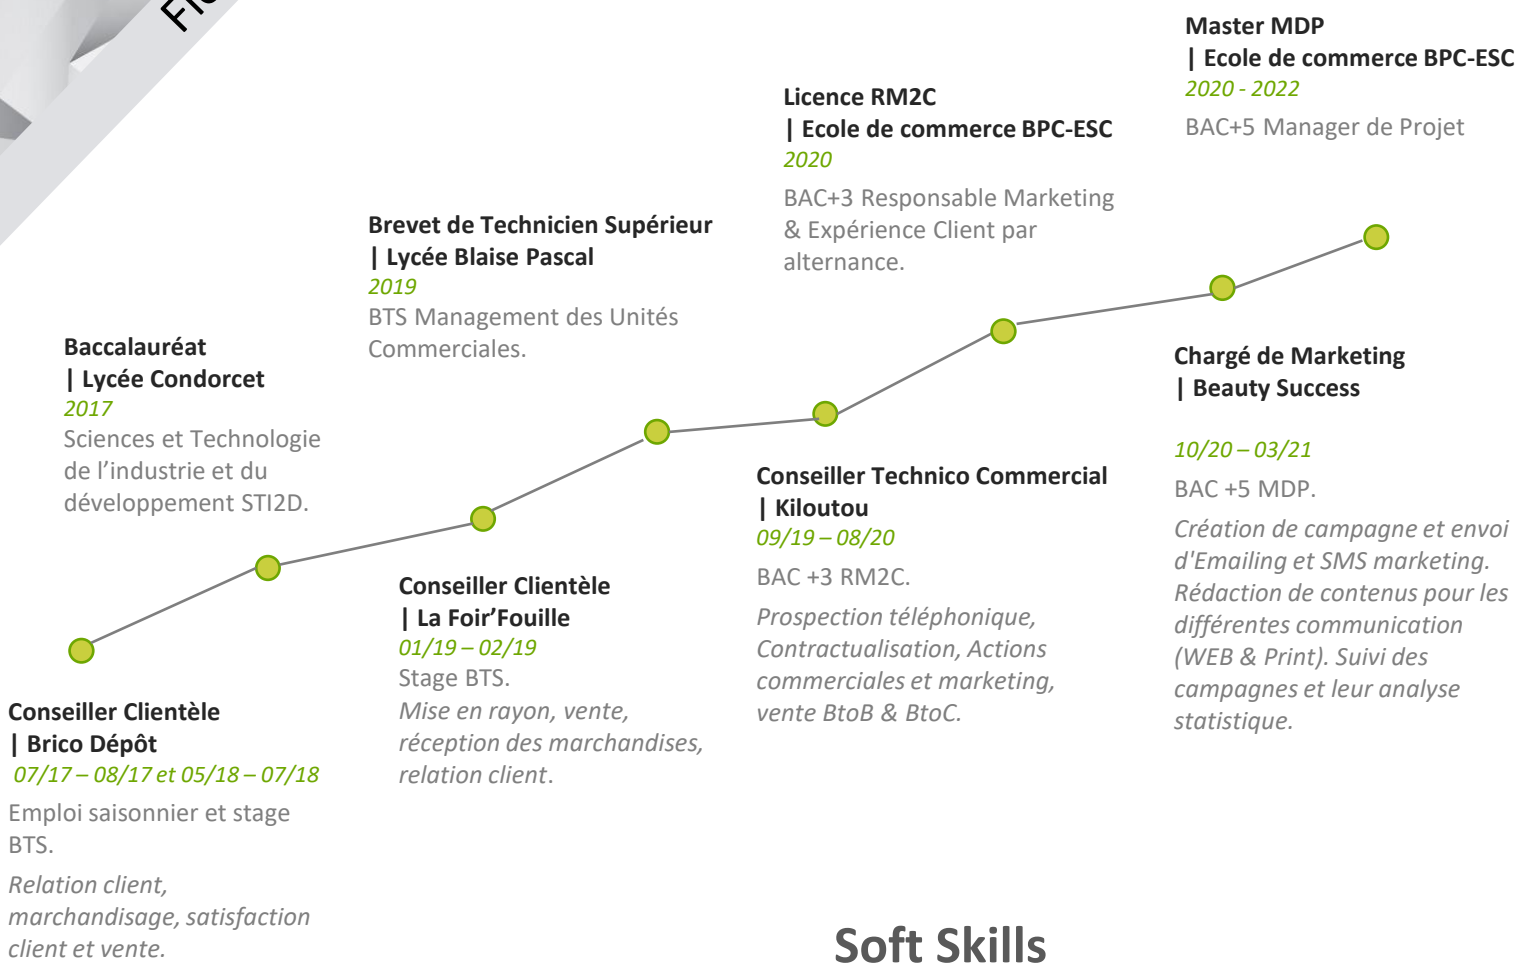 Master MDP
| Ecole de commerce BPC-ESC
2020 - 2022
BAC+5 Manager de Projet
Licence RM2C
| Ecole de commerce BPC-ESC
2020
BAC+3 Responsable Marketing
& Expérience Client par
alternance.
Brevet de Technicien Supérieur
| Lycée Blaise Pascal
2019
BTS Management des Unités
Commerciales.
Baccalauréat
| Lycée Condorcet
2017
Sciences et Technologie
de l’industrie et du
développement STI2D.
Conseiller Clientèle
| Brico Dépôt
07/17 – 08/17 et 05/18 – 07/18
Emploi saisonnier et stage
BTS.
Relation client,
marchandisage, satisfaction
client et vente.
Conseiller Clientèle
| La Foir’Fouille
01/19 – 02/19
Stage BTS.
Mise en rayon, vente,
réception des marchandises,
relation client.
Conseiller Technico Commercial
| Kiloutou
09/19 – 08/20
BAC +3 RM2C.
Prospection téléphonique,
Contractualisation, Actions
commerciales et marketing,
vente BtoB & BtoC.
Chargé de Marketing
| Beauty Success
10/20 – 03/21
BAC +5 MDP.
Création de campagne et envoi
d'Emailing et SMS marketing.
Rédaction de contenus pour les
différentes communication
(WEB & Print). Suivi des
campagnes et leur analyse
statistique.
Soft Skills